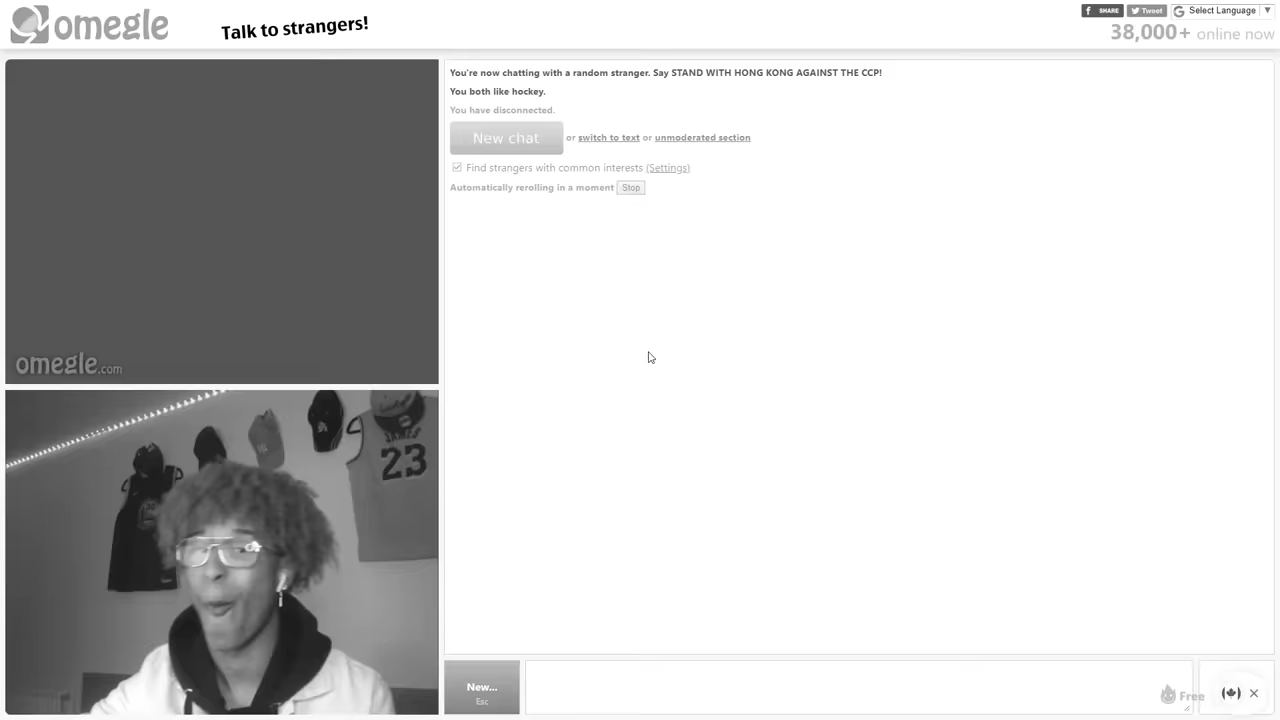 omegle
Talk to strangers!
SHARE
Tweet
Select Language ▼
38,000+ online now
You're now chatting with a random stranger. Say STAND WITH HONG KONG AGAINST THE CCP!
You both like hockey.
You have disconnected.
New chat or switch to text or unmoderated section
Find strangers with common interests (Settings)
Automatically rerolling in a moment Stop
omegle.com
JAMES
23
New...
Esc
Free